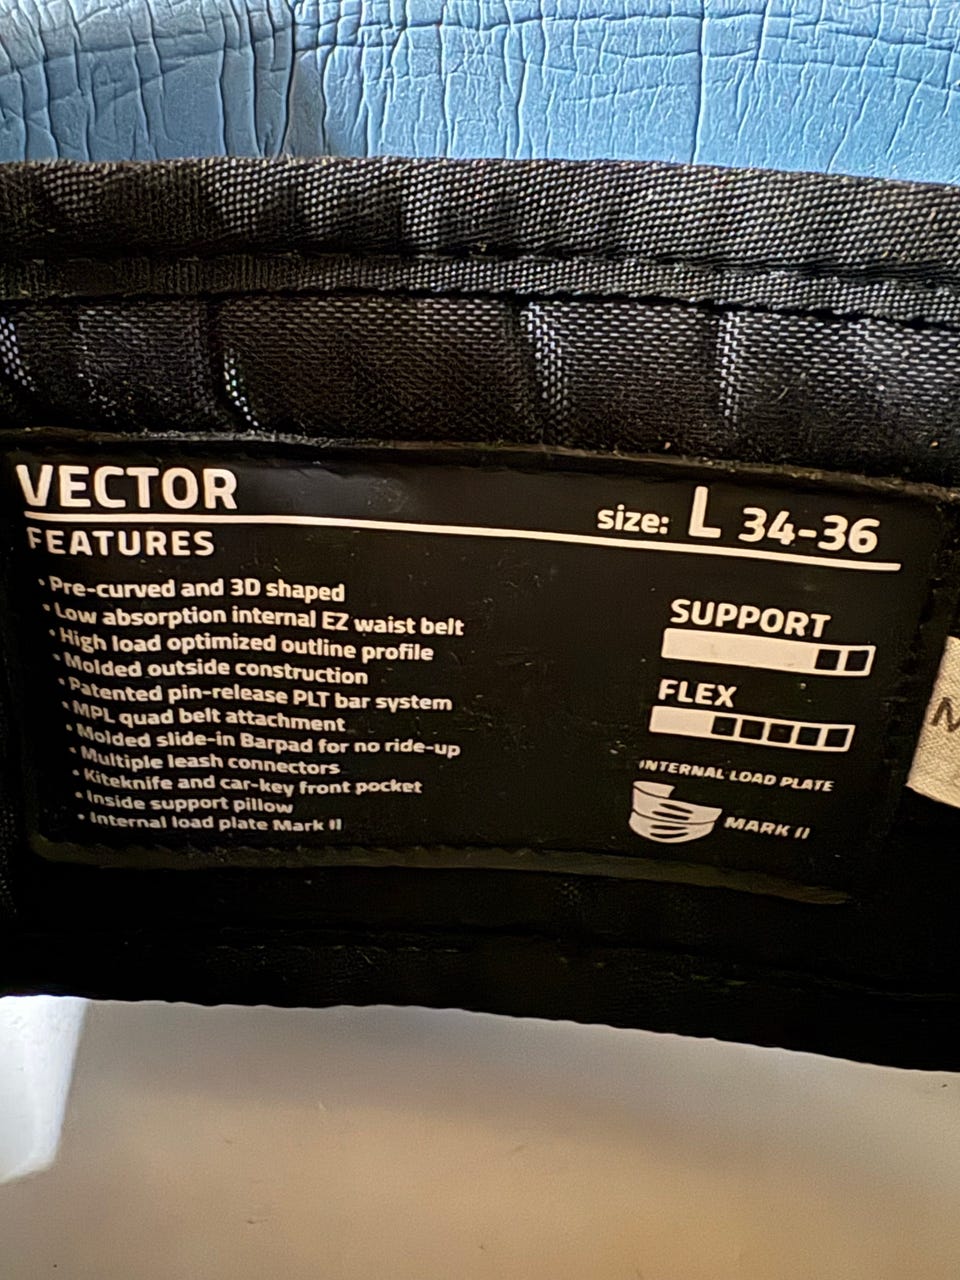 VECTOR
size: L 34-36
FEATURES
• Pre-curved and 3D shaped
• Low absorption internal EZ waist belt
• High load optimized outline profile
• Molded outside construction
• Patented pin-release PLT bar system
• MPL quad belt attachment
• Molded slide-in Barpad for no ride-up
• Multiple leash connectors
• Kiteknife and car-key front pocket
• Inside support pillow
• Internal load plate Mark II
SUPPORT
FLEX
INTERNAL LOAD PLATE
MARK II